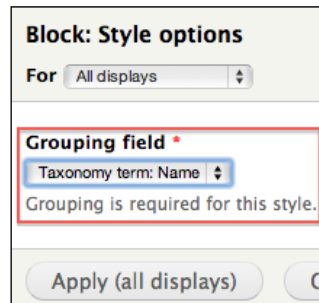 Block: Style options
For All displays
Grouping field *
Taxonomy term: Name
Grouping is required for this style.
Apply (all displays)